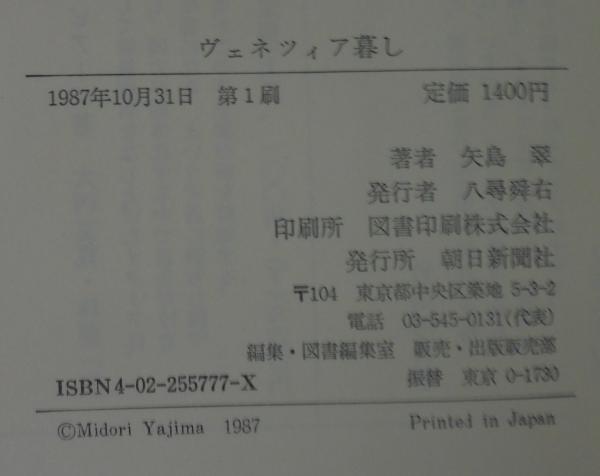 ヴェネツィア暮し
1987年10月31日 第1刷 定価 1400円
著者 矢島 翠
発行者 八尋舜右
印刷所 図書印刷株式会社
発行所 朝日新聞社
〒104 東京都中央区築地 5-3-2
電話 03-545-0131(代表)
編集・図書編集室 販売・出版販売部
振替 東京 0-1730
ISBN4-02-255777-X
©Midori Yajima 1987 Printed in Japan